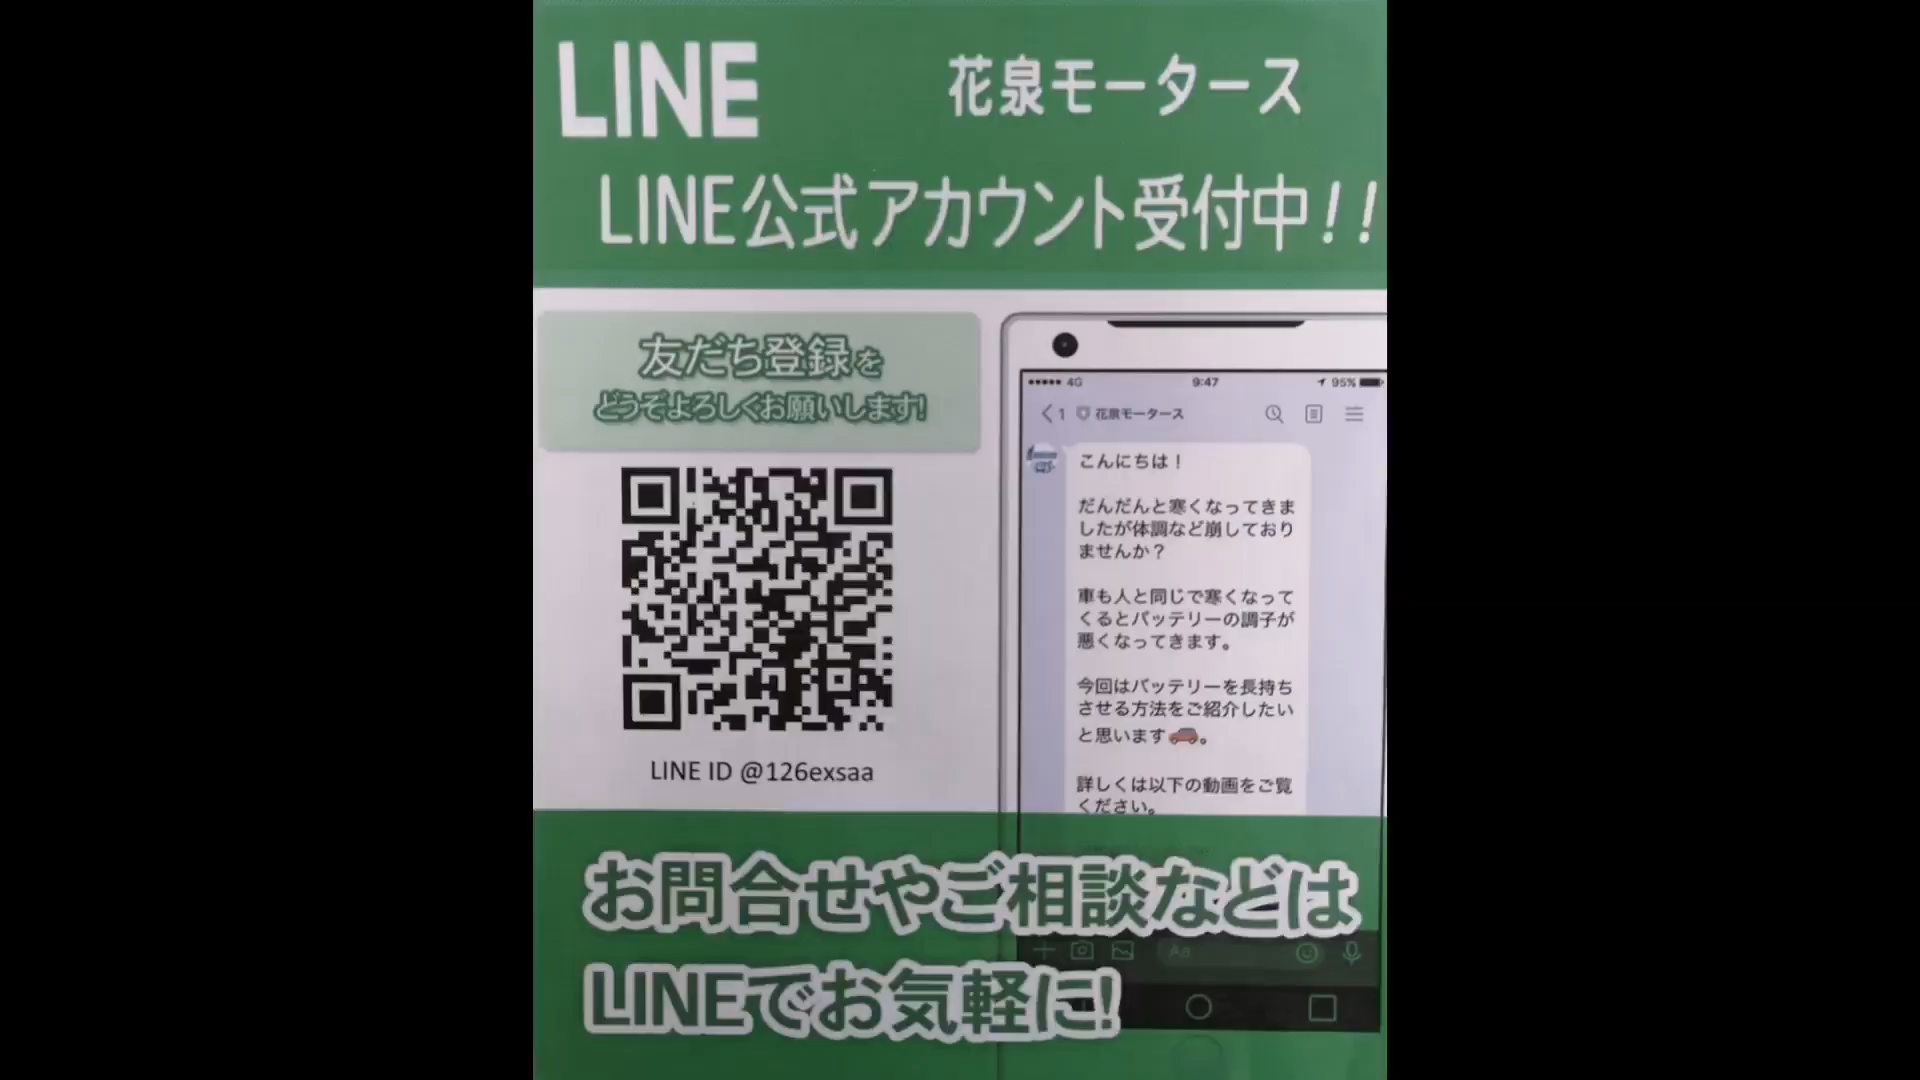 LINE
花泉モータース
LINE公式アカウント受付中!!
友だち登録を
どうぞよろしくお願いします!
LINE ID @126exsaa
4G
9:47
95%
1
花泉モータース
こんにちは！
だんだんと寒くなってきま
したが体調など崩しており
ませんか？
車も人と同じで寒くなって
くるとバッテリーの調子が
悪くなってきます。
今回はバッテリーを長持ち
させる方法をご紹介したい
と思います🚗。
詳しくは以下の動画をご覧
ください。
Aa
お問合せやご相談などは
LINEでお気軽に!